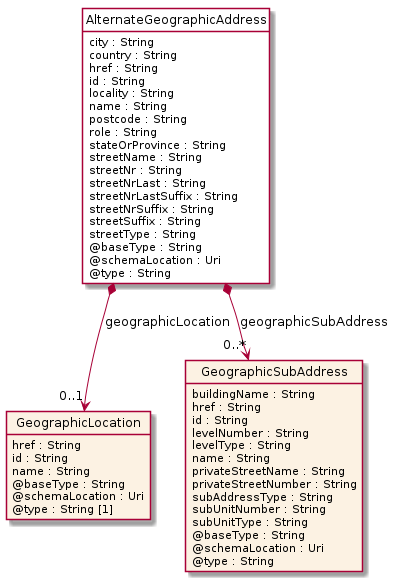 AlternateGeographicAddress
city : String
country : String
href : String
id : String
locality : String
name : String
postcode : String
role : String
stateOrProvince : String
streetName : String
streetNr : String
streetNrLast : String
streetNrLastSuffix : String
streetNrSuffix : String
streetSuffix : String
streetType : String
@baseType : String
@schemaLocation : Uri
@type : String
geographicLocation
geographicSubAddress
0..*
0..1
GeographicSubAddress
buildingName : String
href : String
id : String
levelNumber : String
levelType : String
name : String
privateStreetName : String
privateStreetNumber : String
subAddressType : String
subUnitNumber : String
subUnitType : String
@baseType : String
@schemaLocation : Uri
@type : String
GeographicLocation
href : String
id : String
name : String
@baseType : String
@schemaLocation : Uri
@type : String [1]